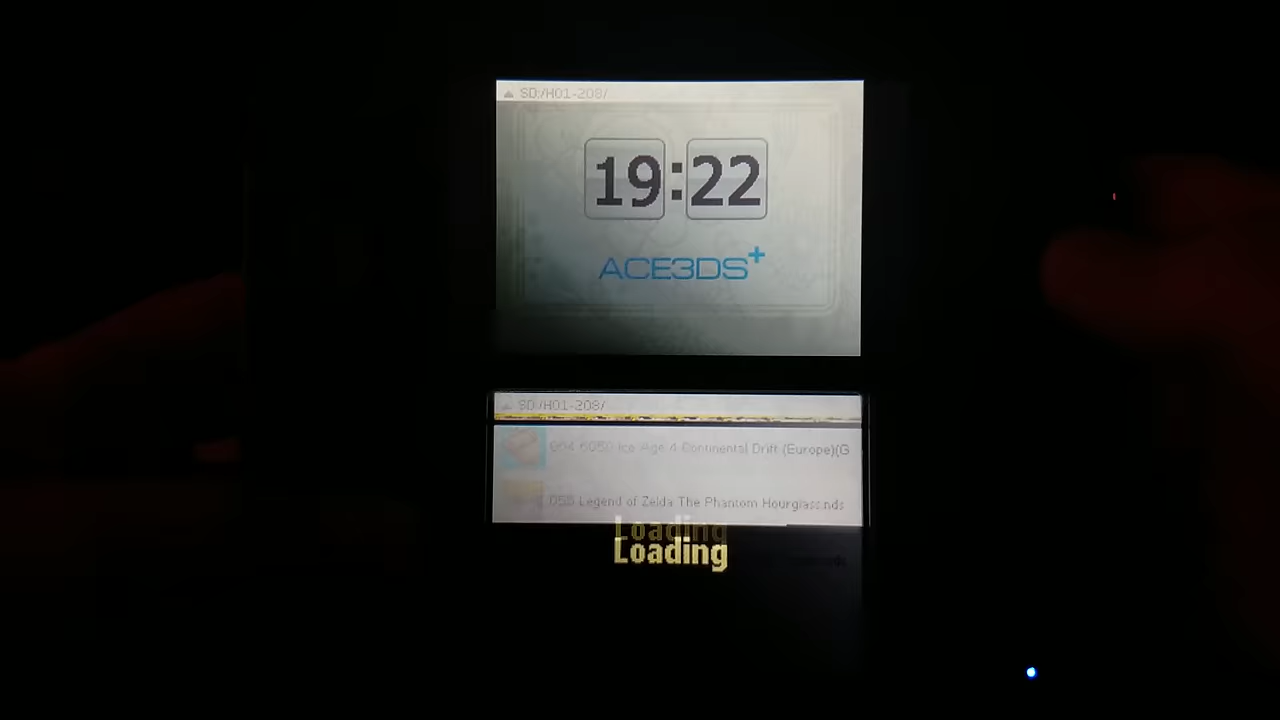 SD:/H01-208/
19:22
ACE3DS+
SD:/H01-208/
Ice Age 4 Continental Drift (Europe)(G
Legend of Zelda The Phantom Hourglass.nds
Loading
Loading